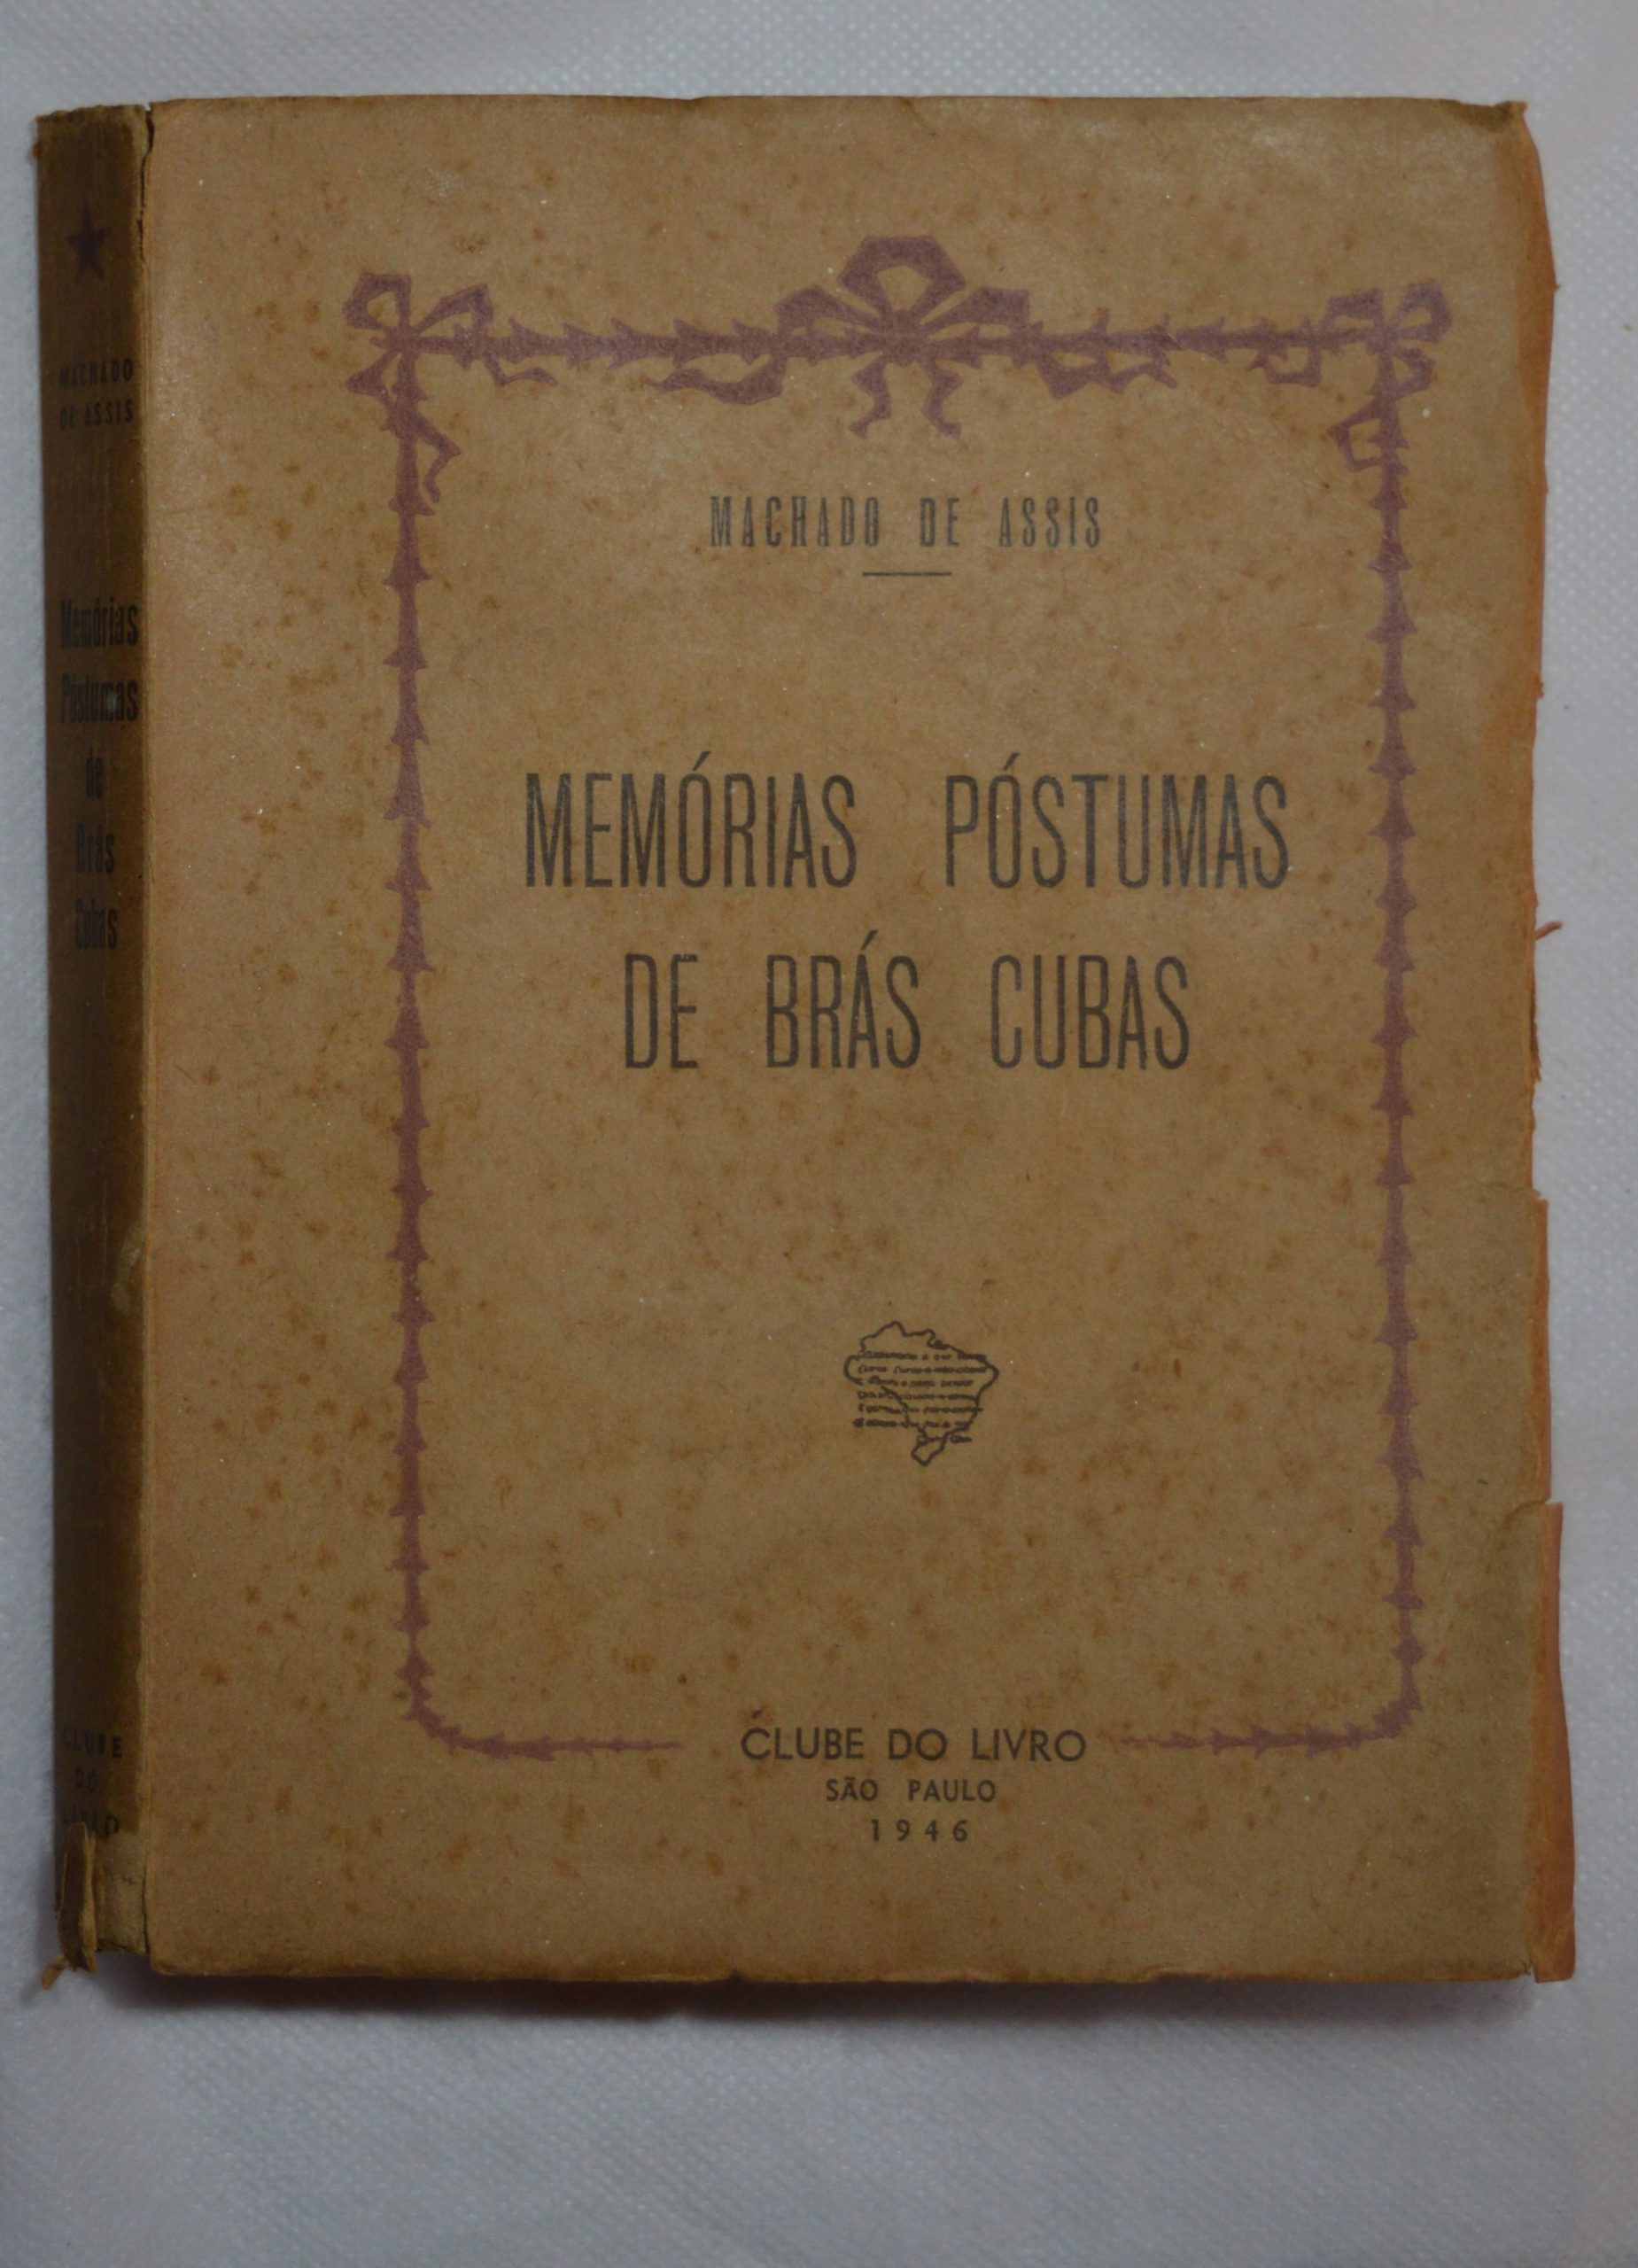 ★
MACHADO
DE ASSIS
Memórias
Póstumas
de
Brás
Cubas
CLUBE
DO
LIVRO
MACHADO DE ASSIS
MEMÓRIAS PÓSTUMAS
DE BRÁS CUBAS
CLUBE DO LIVRO
SÃO PAULO
1946